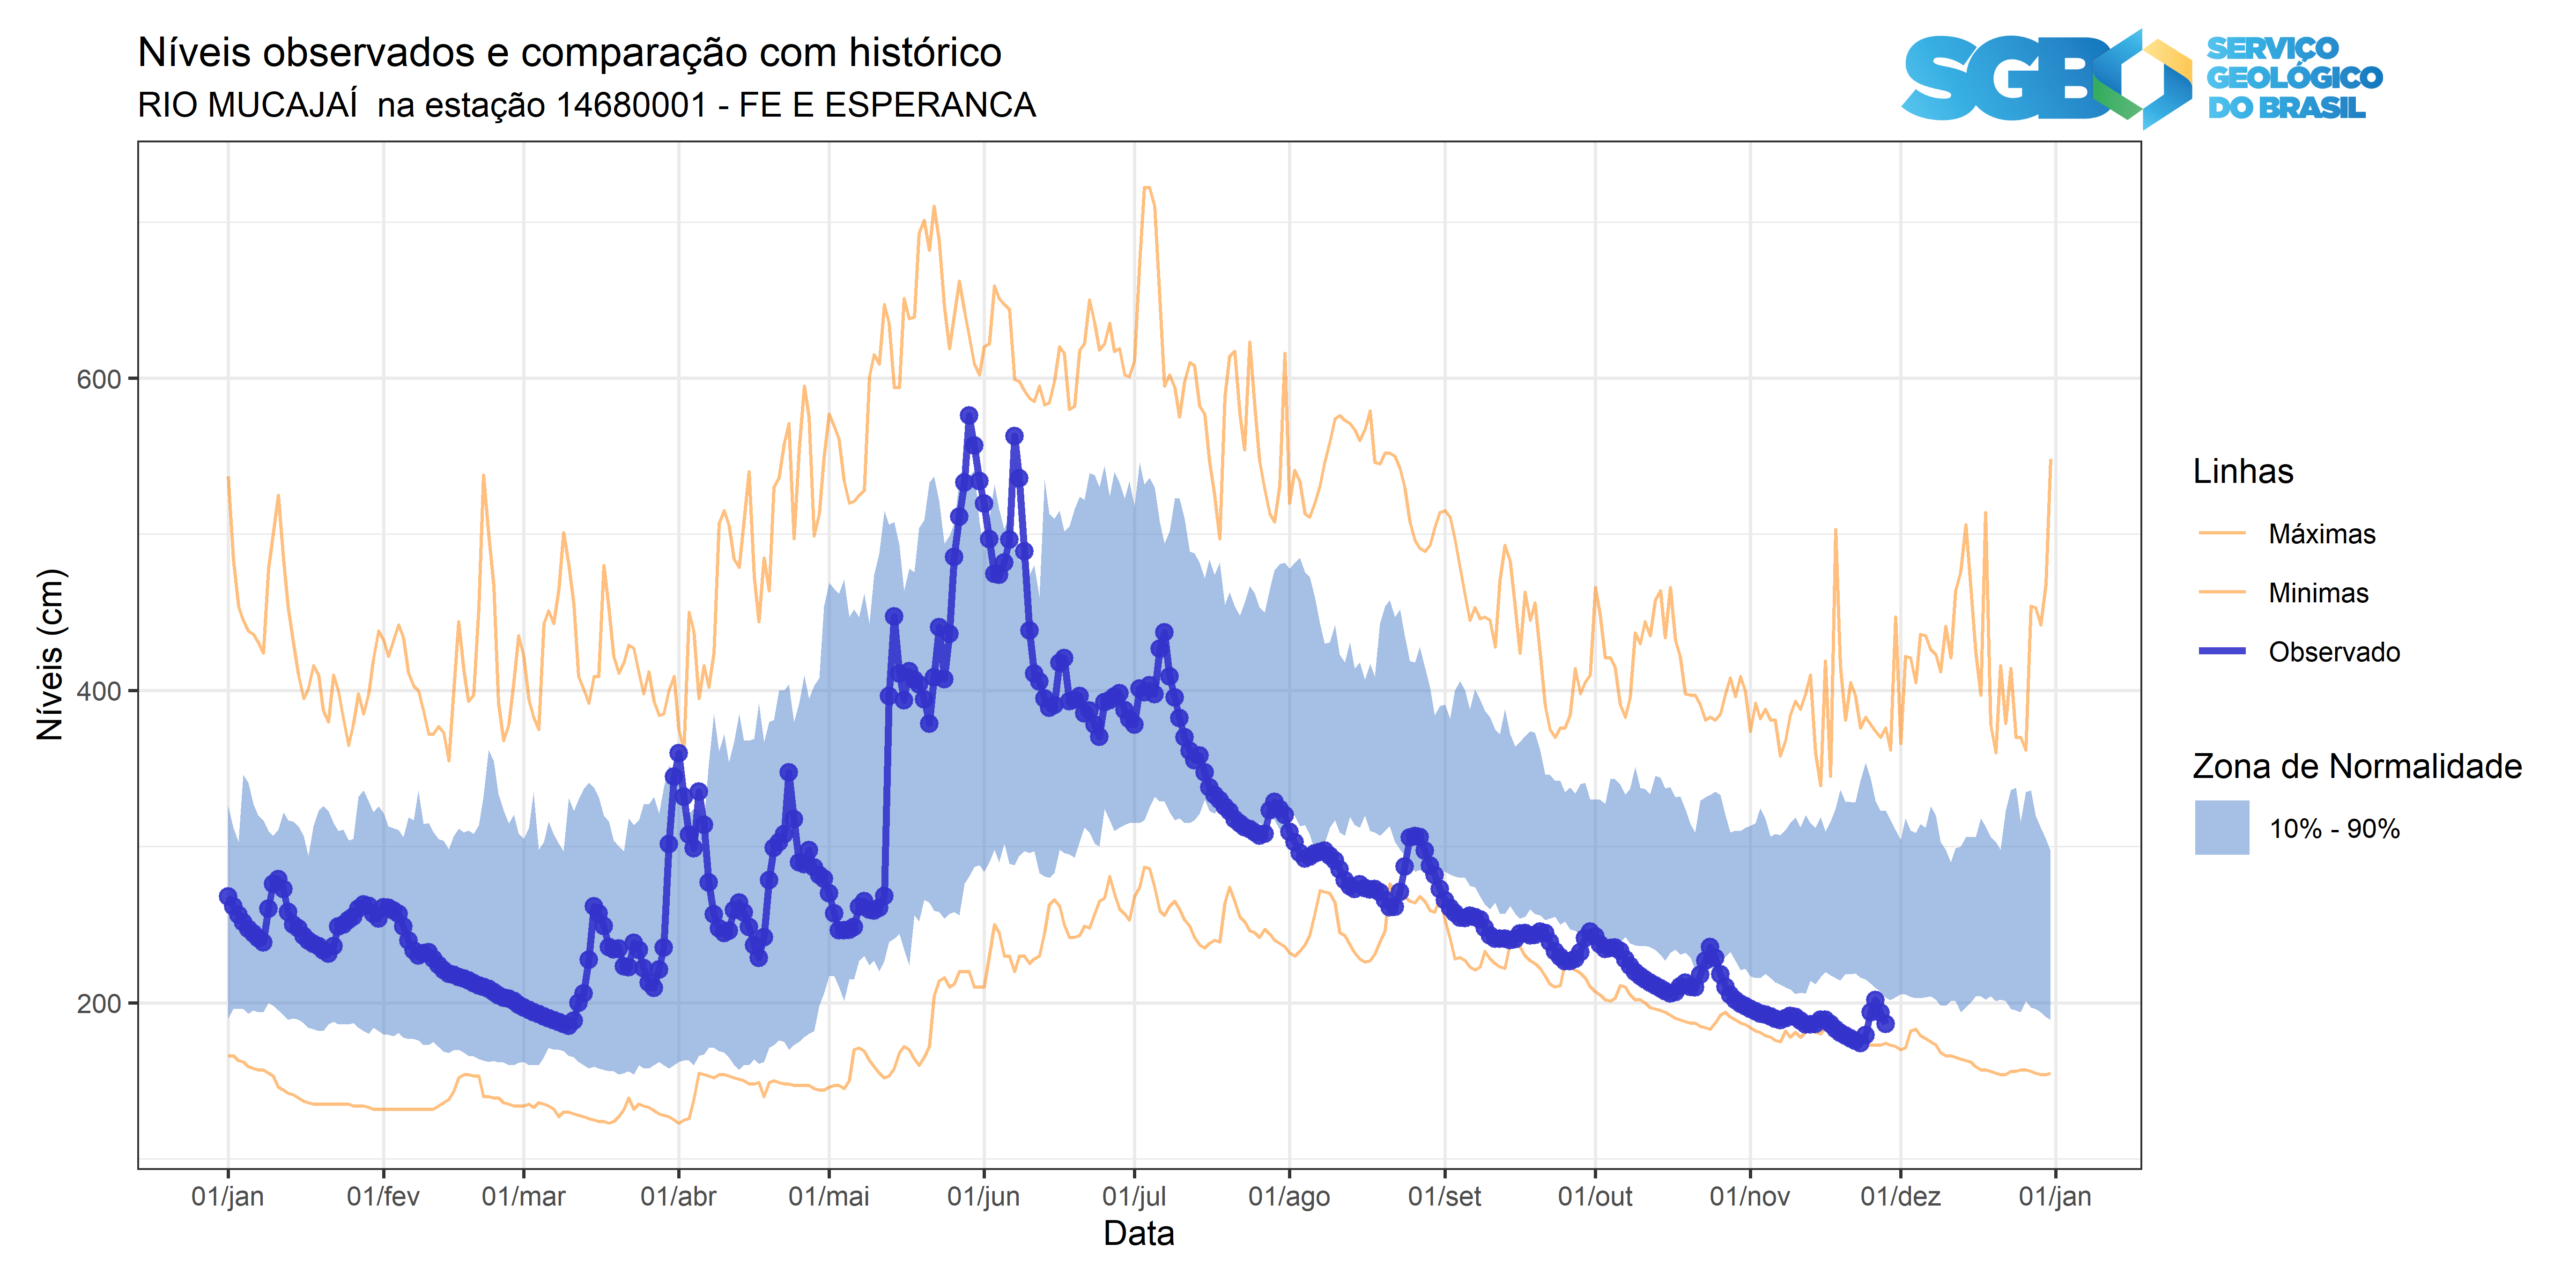 Níveis observados e comparação com histórico
RIO MUCAJAÍ  na estação 14680001 - FE E ESPERANCA
SGB
SERVIÇO
GEOLÓGICO
DO BRASIL
Níveis (cm)
600
400
200
01/jan
01/fev
01/mar
01/abr
01/mai
01/jun
01/jul
01/ago
01/set
01/out
01/nov
01/dez
01/jan
Data
Linhas
Máximas
Minimas
Observado
Zona de Normalidade
10% - 90%